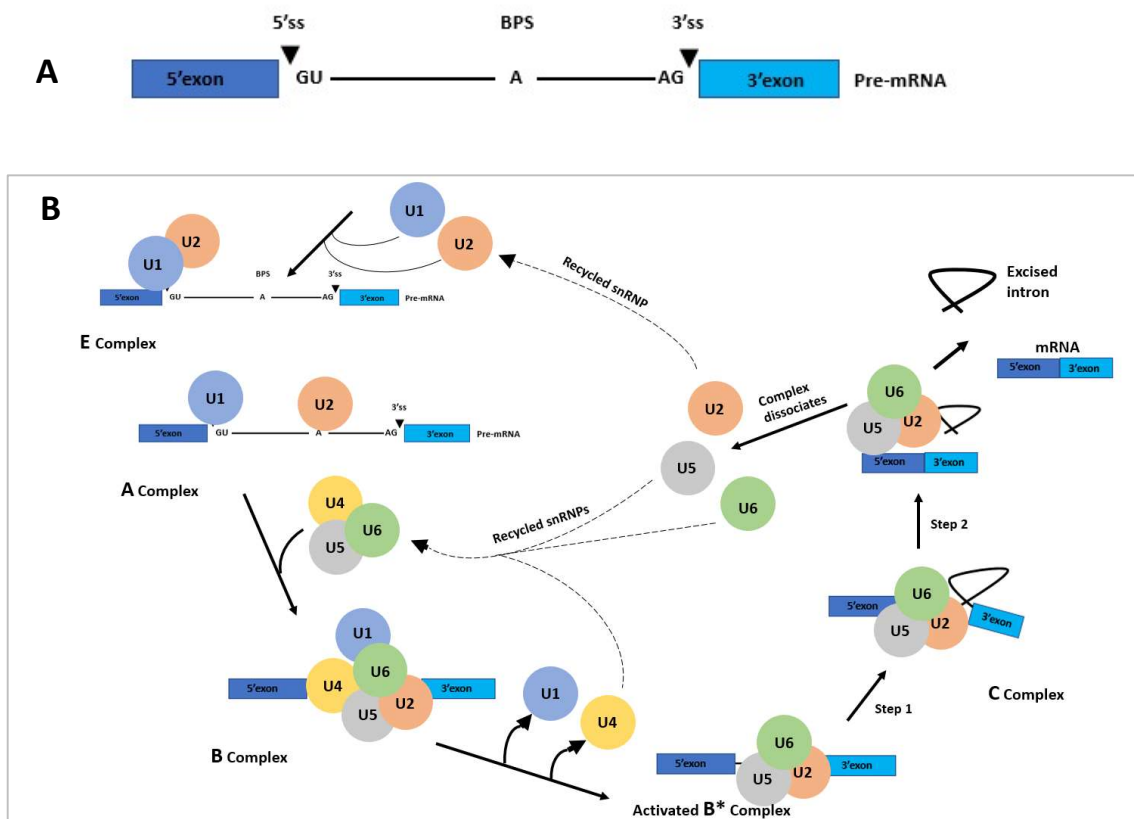 5'ss BPS 3'ss
A
5'exon GU A AG 3'exon Pre-mRNA
B
U1
U2
U2
U1
BPS 3'ss
5'exon GU A AG 3'exon Pre-mRNA
E Complex
Recycled snRNP
Excised
intron
mRNA
5'exon 3'exon
U1 U2
3'ss
5'exon GU A AG 3'exon Pre-mRNA
A Complex
U2
U5
U6
Complex
dissociates
U6
U5 U2
5'exon 3'exon
U4
U5 U6
Recycled snRNPs
Step 2
U1
U6
5'exon U4 3'exon
U5 U2
B Complex
U1
U4
U6
5'exon
U5 U2
3'exon
C Complex
Step 1
U6
5'exon 3'exon
U5 U2
Activated B* Complex